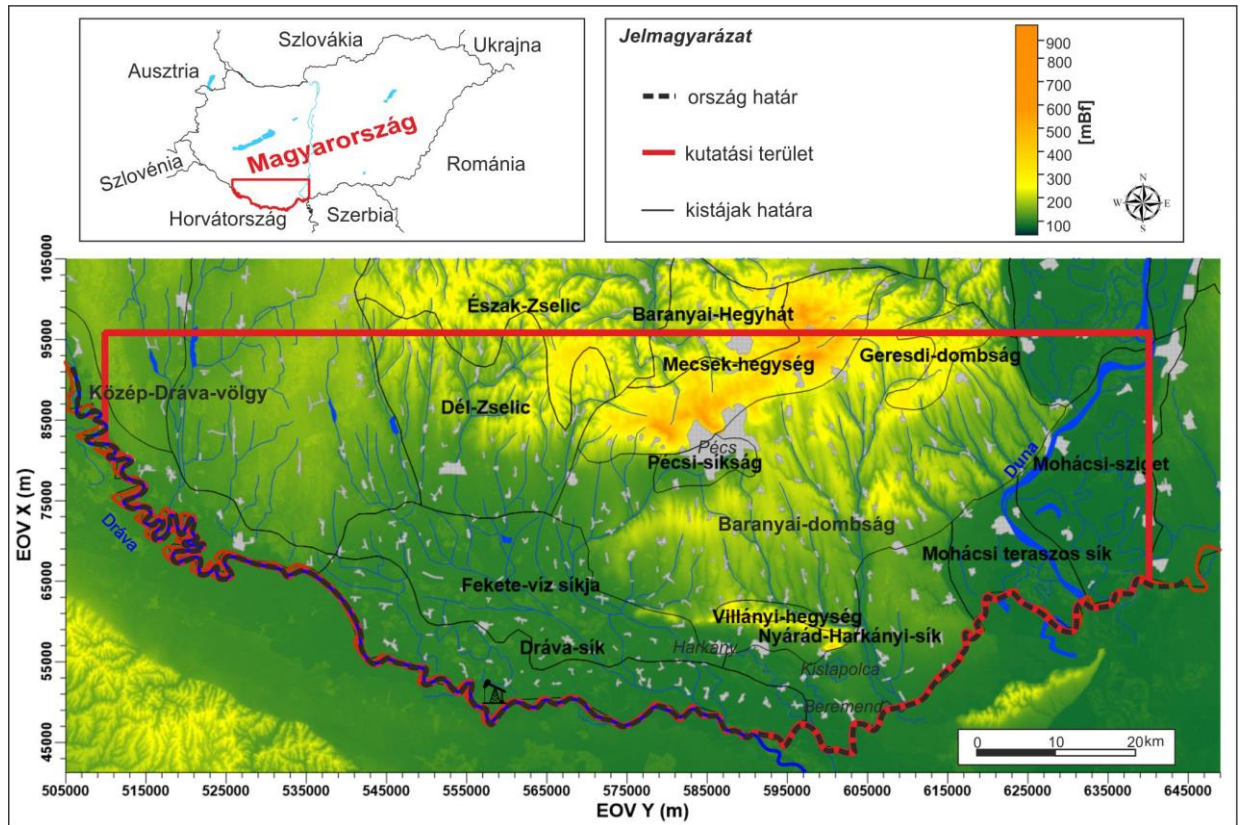 Szlovákia
Ukrajna
Ausztria
Magyarország
Szlovénia
Románia
Horvátország
Szerbia
Jelmagyarázat
ország határ
kutatási terület
kistájak határa
900
800
700
600
500
400
300
200
100
[mBf]
N
W
E
S
105000
95000
85000
75000
65000
55000
45000
EOV X (m)
Észak-Zselic
Baranyai-Hegyhát
Mecsek-hegység
Geresdi-dombság
Közép-Dráva-völgy
Dél-Zselic
Pécs
Pécsi-síkság
Duna
Mohácsi-sziget
Dráva
Baranyai-dombság
Mohácsi teraszos sík
Fekete-víz síkja
Villányi-hegység
Nyárád-Harkányi-sík
Dráva-sík
Harkány
Kistapolca
Beremend
0 10 20km
505000 515000 525000 535000 545000 555000 565000 575000 585000 595000 605000 615000 625000 635000 645000
EOV Y (m)